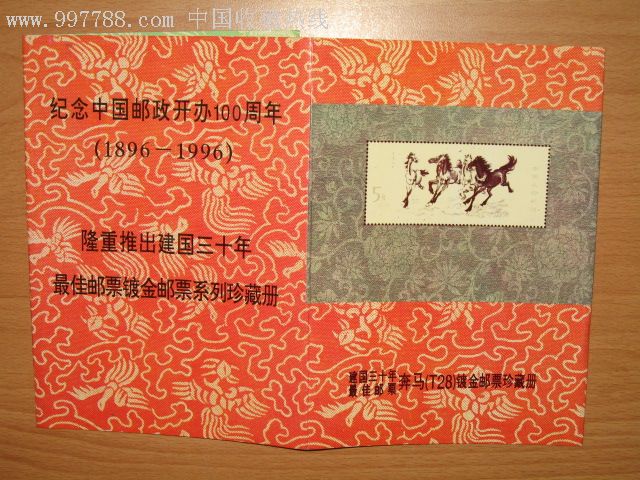 www.997788.com 中国收藏热线
纪念中国邮政开办100周年
(1896－1996)
隆重推出建国三十年
最佳邮票镀金邮票系列珍藏册
5元
建国三十年
最佳邮票
奔马(T28)镀金邮票珍藏册